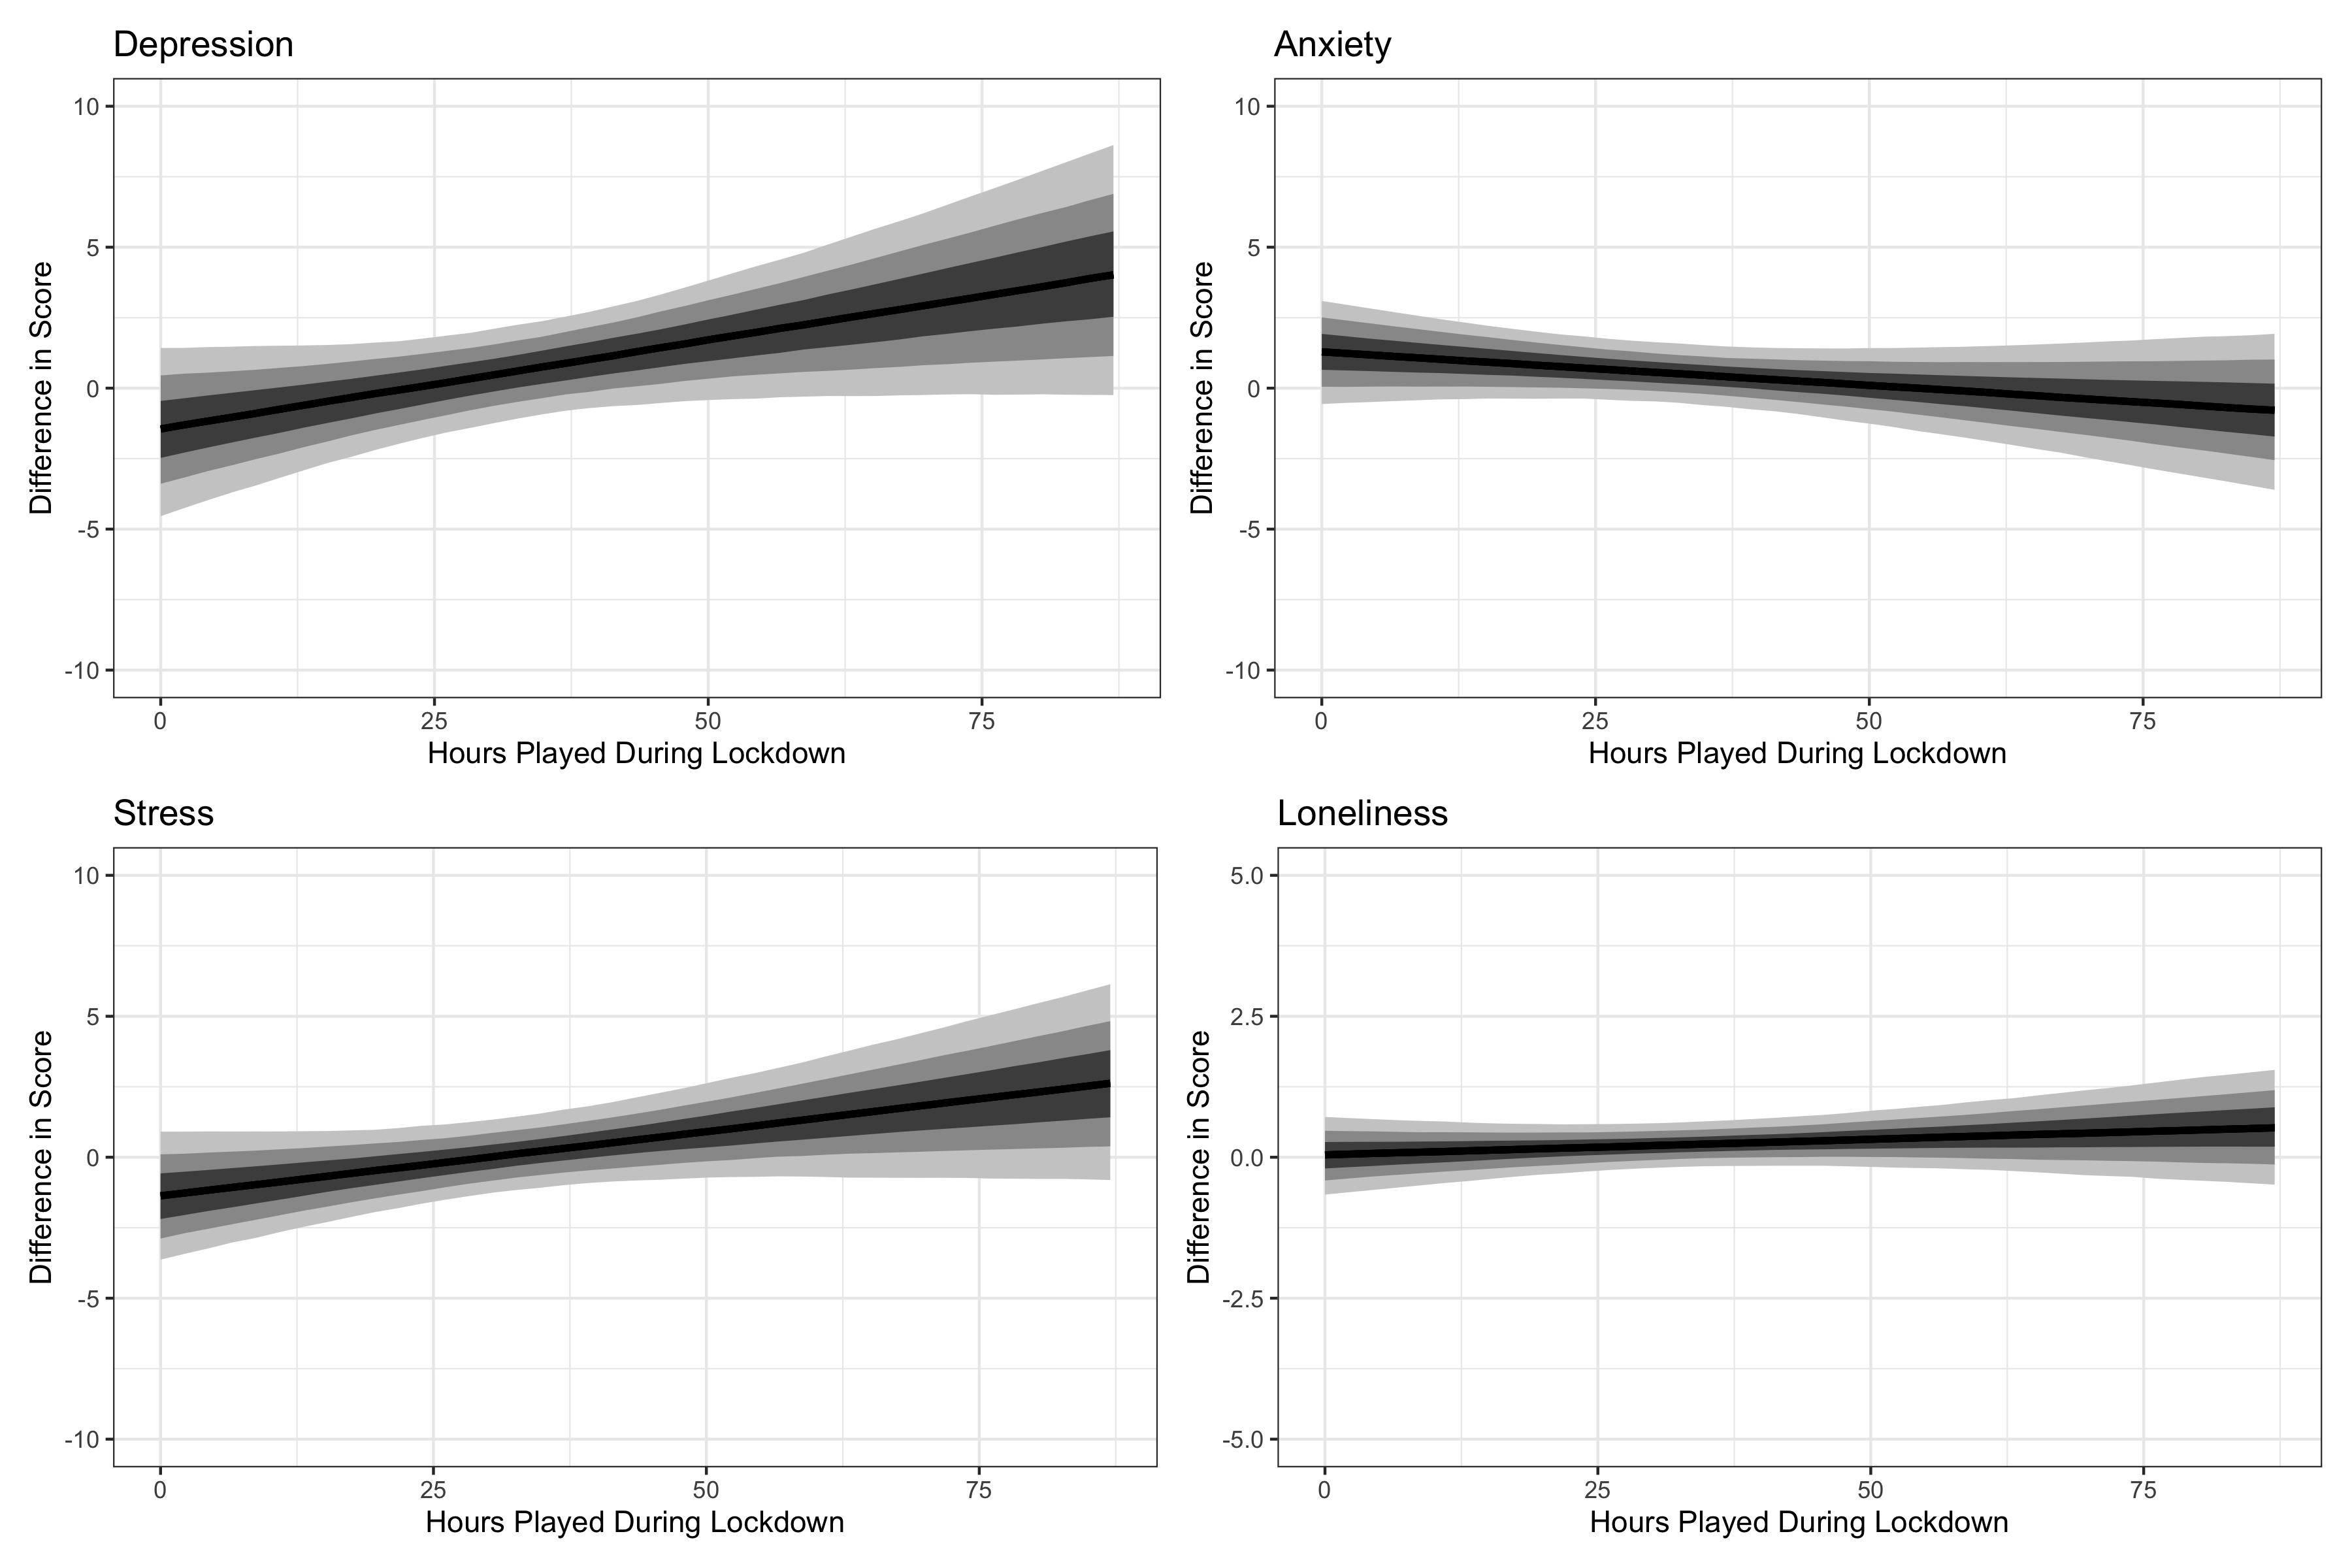 Depression
Difference in Score
10
5
0
-5
-10
0 25 50 75
Hours Played During Lockdown
Anxiety
Difference in Score
10
5
0
-5
-10
0 25 50 75
Hours Played During Lockdown
Stress
Difference in Score
10
5
0
-5
-10
0 25 50 75
Hours Played During Lockdown
Loneliness
Difference in Score
5.0
2.5
0.0
-2.5
-5.0
0 25 50 75
Hours Played During Lockdown